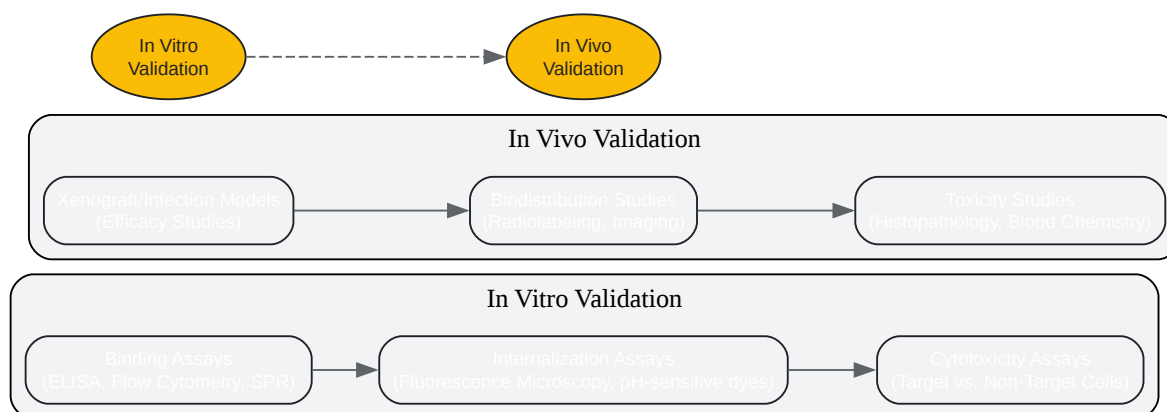 In Vitro
Validation
In Vivo
Validation
In Vivo Validation
Xenograft/Infection Models
(Efficacy Studies)
Biodistribution Studies
(Radiolabeling, Imaging)
Toxicity Studies
(Histopathology, Blood Chemistry)
In Vitro Validation
Binding Assays
(ELISA, Flow Cytometry, SPR)
Internalization Assays
(Fluorescence Microscopy, pH-sensitive dyes)
Cytotoxicity Assays
(Target vs. Non-Target Cells)